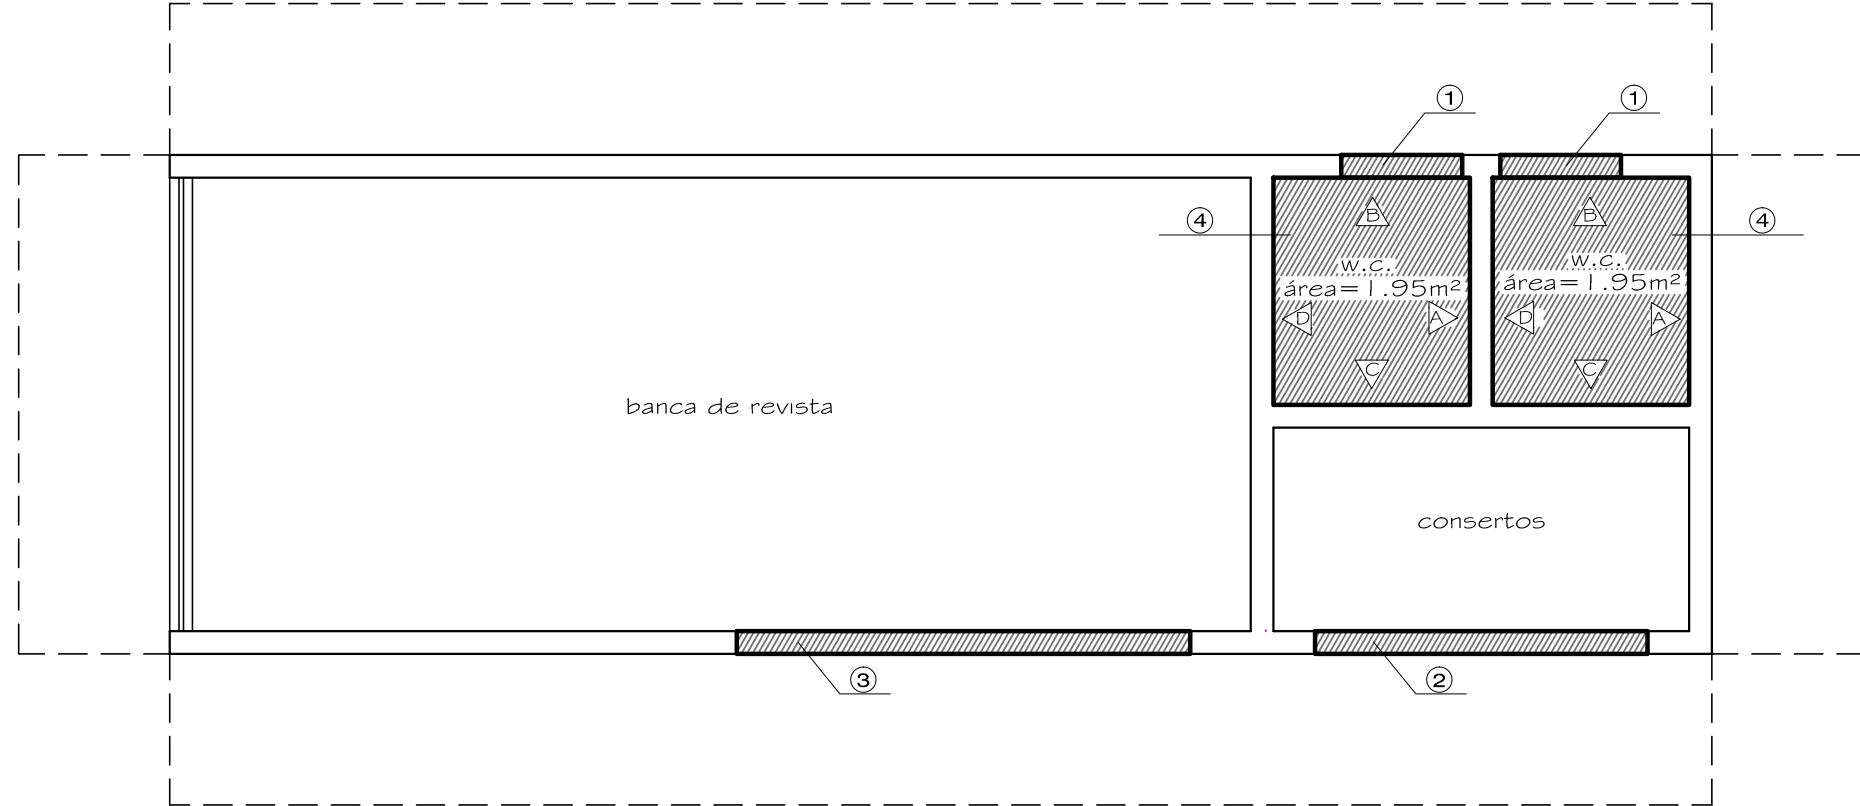 1
1
4
B
B
4
w.c.
área=1.95m²
w.c.
área=1.95m²
D
A
D
A
C
C
banca de revista
consertos
3
2